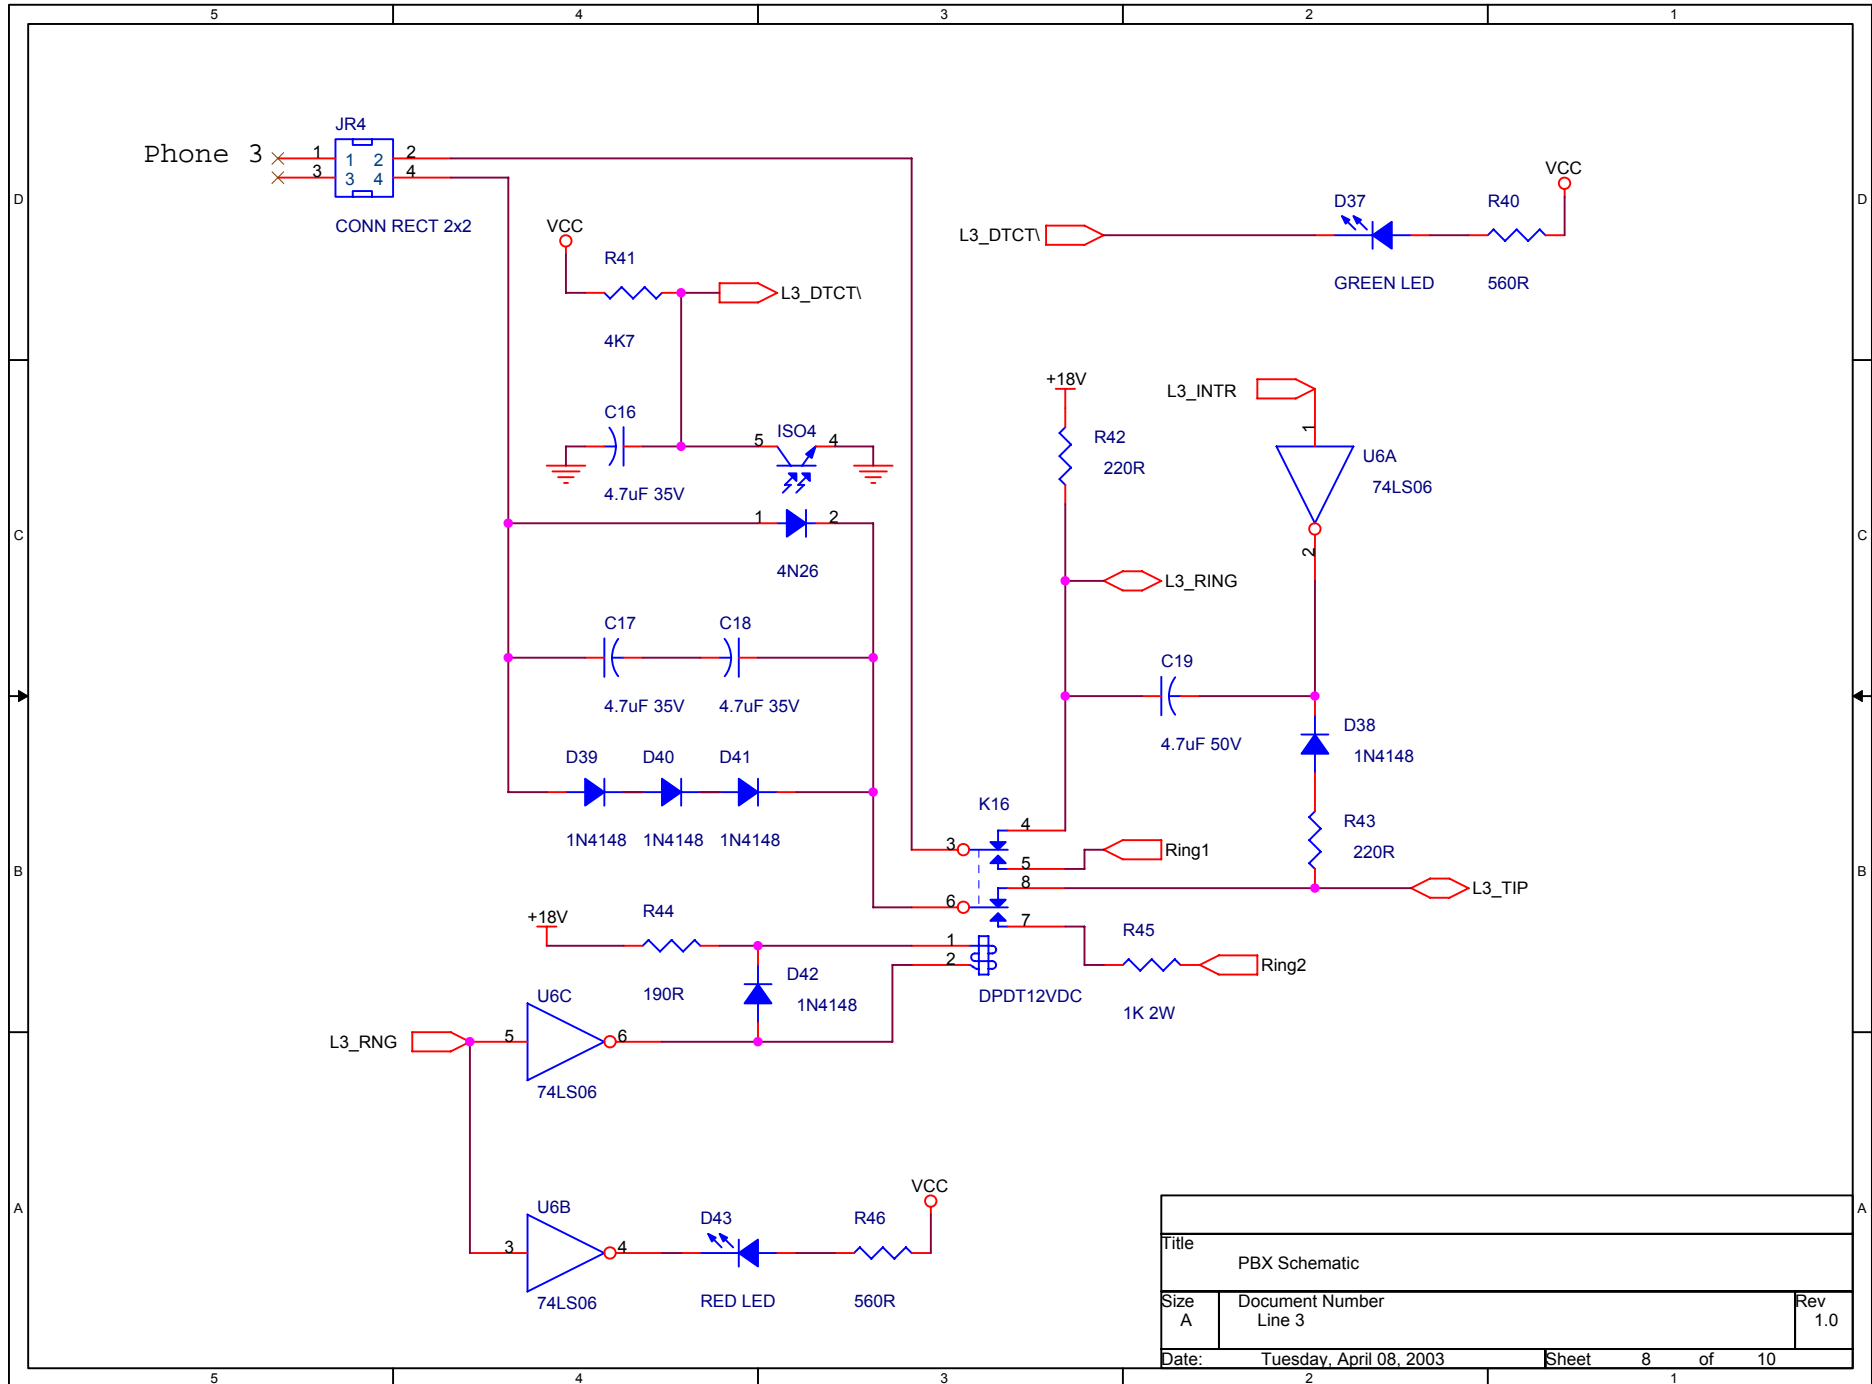 5 4 3 2 1
D
D
C
C
B
B
A
A
JR4
Phone 3
1 1 2 2
3 3 4 4
CONN RECT 2x2
VCC
R41
L3_DTCT\
4K7
L3_DTCT\
D37
GREEN LED
R40
560R
VCC
C16
4.7uF 35V
ISO4
5 4
1 2
4N26
C17
4.7uF 35V
C18
4.7uF 35V
D39
1N4148
D40
1N4148
D41
1N4148
+18V
R42
220R
L3_INTR
1
U6A
74LS06
2
L3_RING
C19
4.7uF 50V
D38
1N4148
R43
220R
K16
3
4
5
Ring1
6
8
7
L3_TIP
1
2
DPDT12VDC
R45
1K 2W
Ring2
+18V
R44
190R
D42
1N4148
L3_RNG
U6C
5 6
74LS06
U6B
3 4
74LS06
D43
RED LED
R46
560R
VCC
Title
PBX Schematic
Size
A
Document Number
Line 3
Rev
1.0
Date: Tuesday, April 08, 2003 Sheet 8 of 10
5 4 3 2 1